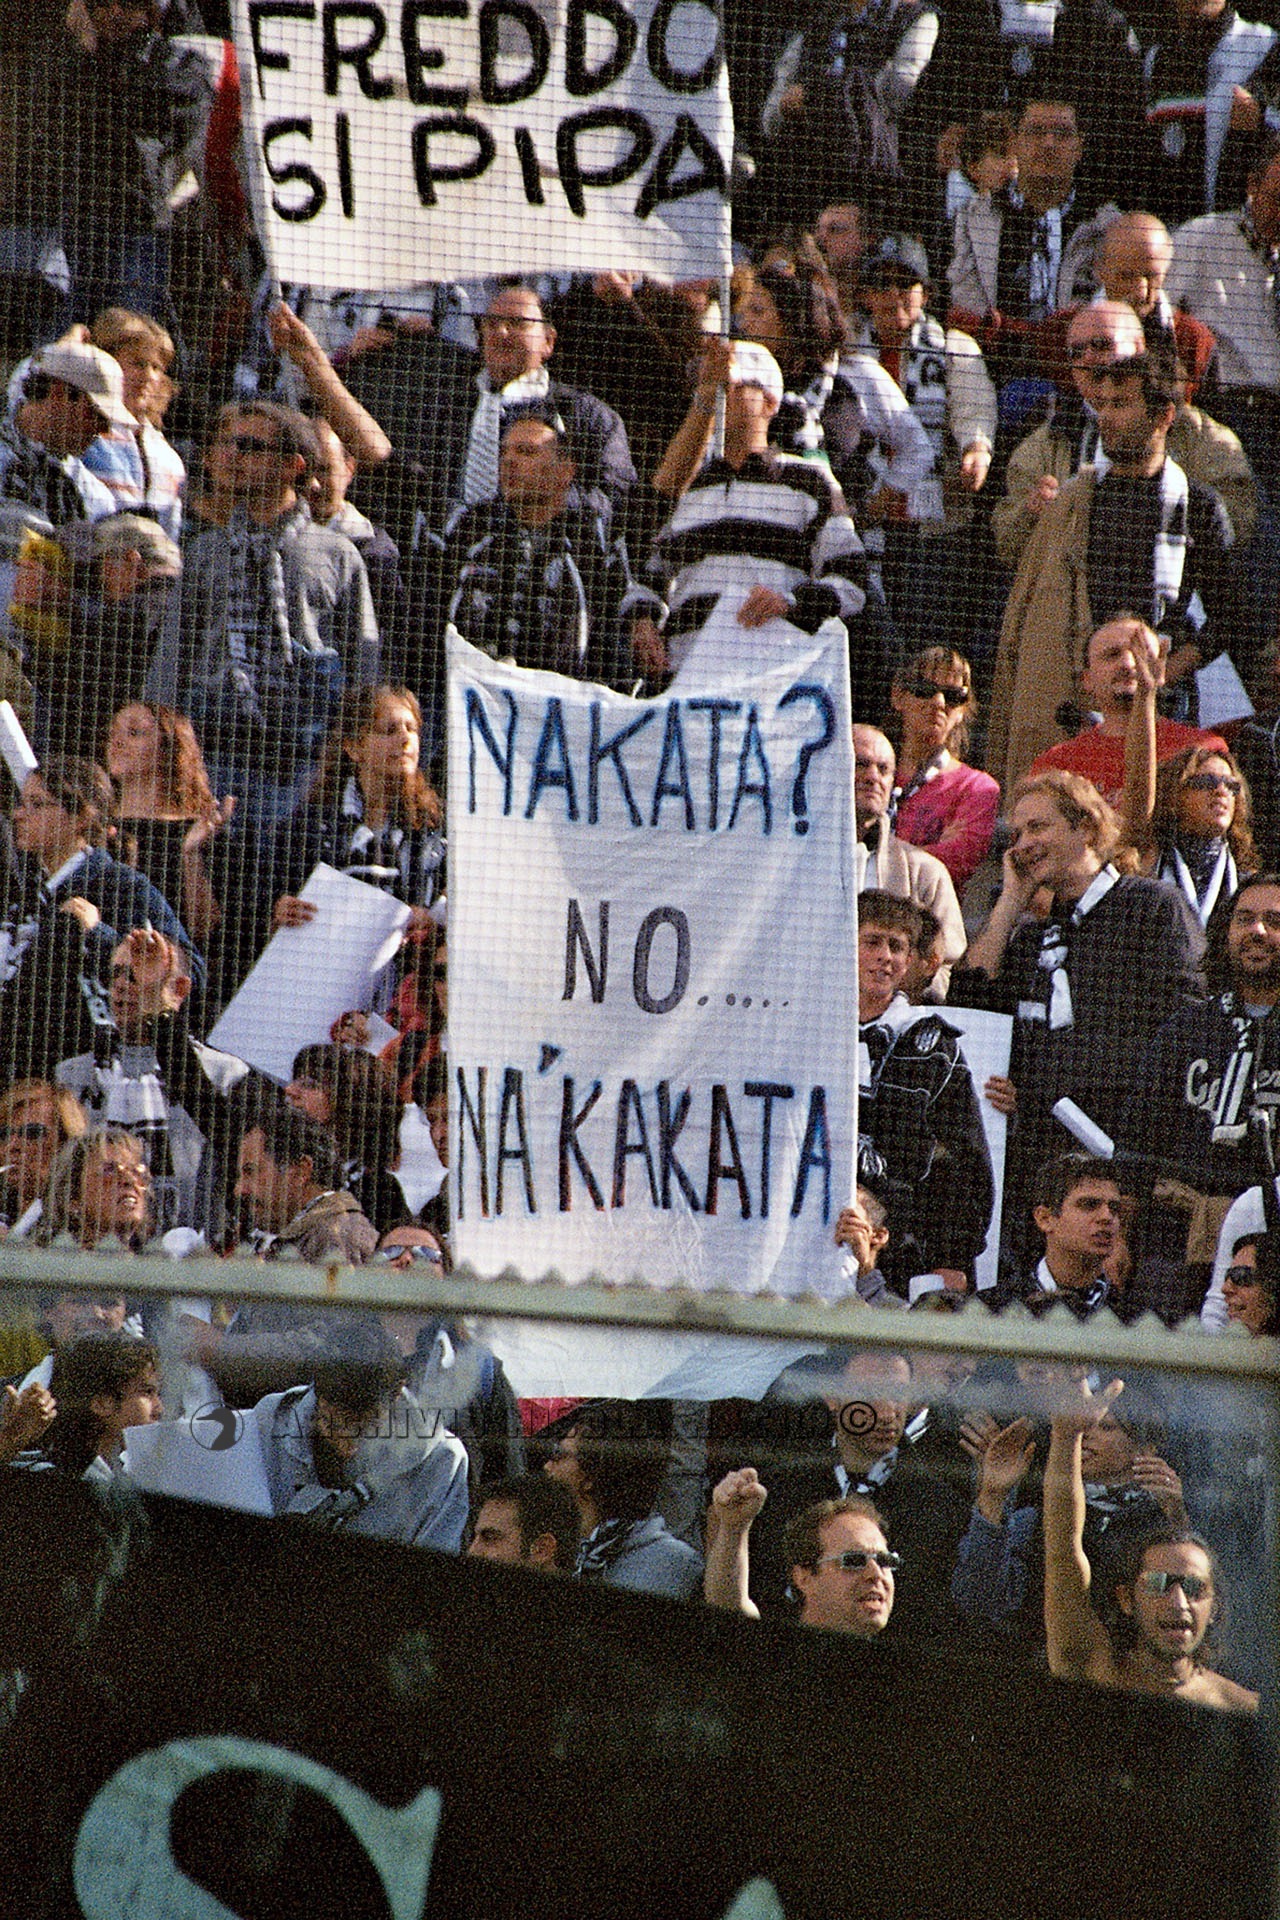 FREDDO
SI PIPA
NAKATA?
NO......
NA'KAKATA
©
S